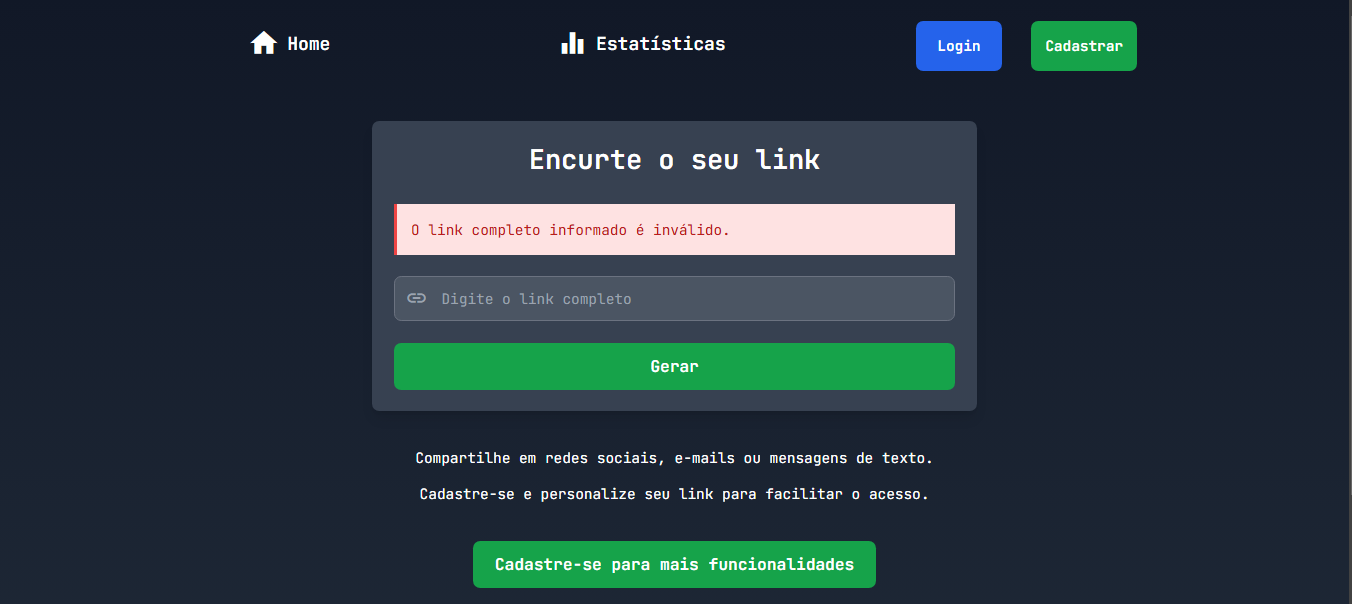 Home
Estatísticas
Login
Cadastrar
Encurte o seu link
O link completo informado é inválido.
Digite o link completo
Gerar
Compartilhe em redes sociais, e-mails ou mensagens de texto.
Cadastre-se e personalize seu link para facilitar o acesso.
Cadastre-se para mais funcionalidades